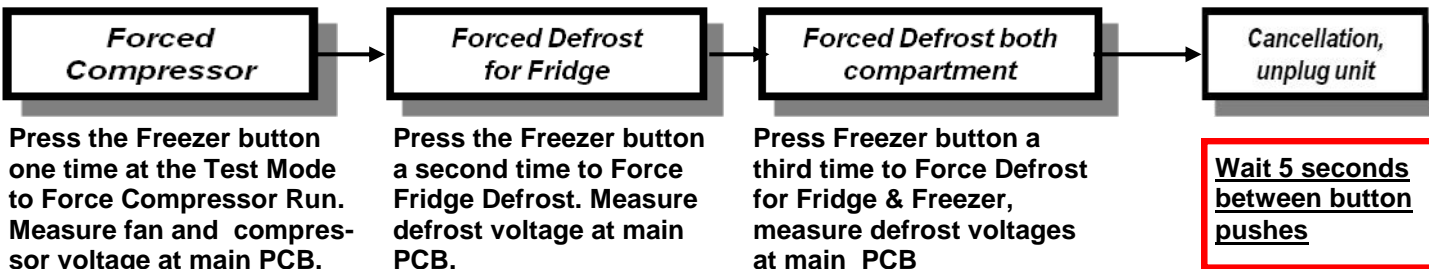 Forced
Compressor
Forced Defrost
for Fridge
Forced Defrost both
compartment
Cancellation,
unplug unit
Press the Freezer button
one time at the Test Mode
to Force Compressor Run.
Measure fan and compres-
sor voltage at main PCB.
Press the Freezer button
a second time to Force
Fridge Defrost. Measure
defrost voltage at main
PCB.
Press Freezer button a
third time to Force Defrost
for Fridge & Freezer,
measure defrost voltages
at main PCB
Wait 5 seconds
between button
pushes